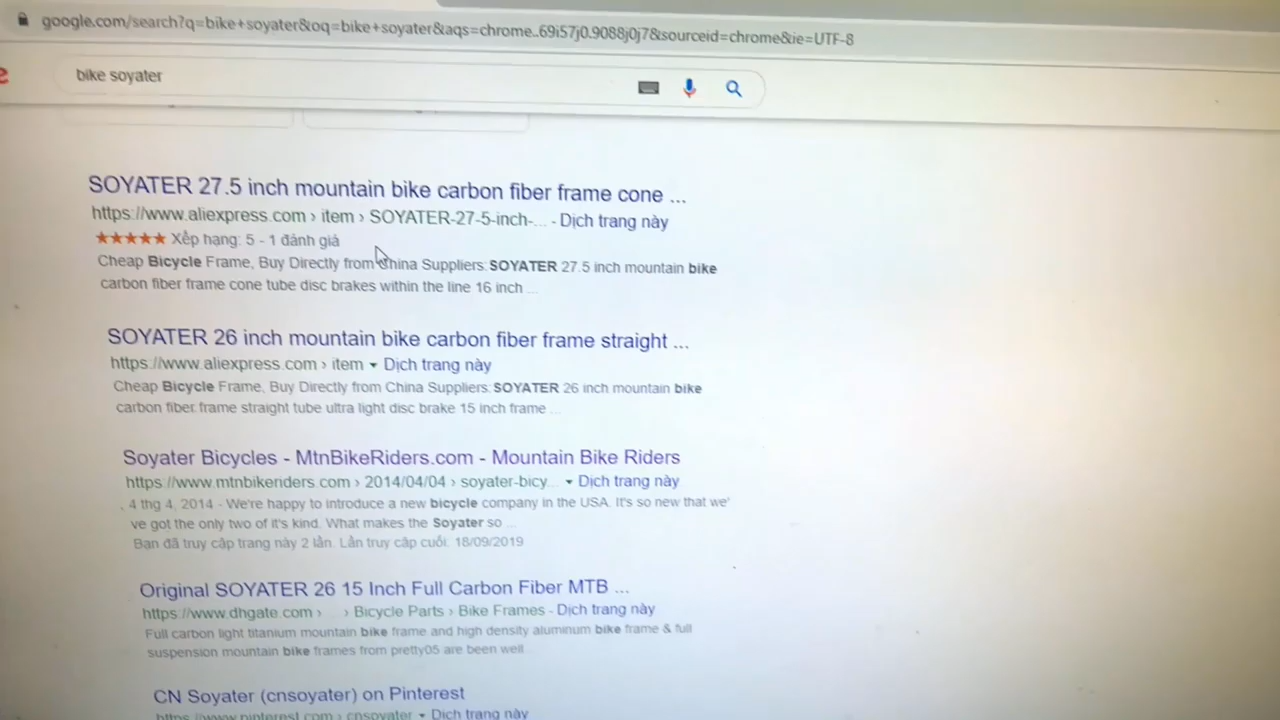 google.com/search?q=bike+soyater&oq=bike+soyater&aqs=chrome..69i57j0.9088j0j7&sourceid=chrome&ie=UTF-8
bike soyater
SOYATER 27.5 inch mountain bike carbon fiber frame cone ...
https://www.aliexpress.com › item › SOYATER-27-5-inch-... - Dịch trang này
★★★★★ Xếp hạng: 5 - 1 đánh giá
Cheap Bicycle Frame, Buy Directly from China Suppliers:SOYATER 27.5 inch mountain bike
carbon fiber frame cone tube disc brakes within the line 16 inch ...
SOYATER 26 inch mountain bike carbon fiber frame straight ...
https://www.aliexpress.com › item ▾ Dịch trang này
Cheap Bicycle Frame, Buy Directly from China Suppliers:SOYATER 26 inch mountain bike
carbon fiber frame straight tube ultra light disc brake 15 inch frame ...
Soyater Bicycles - MtnBikeRiders.com - Mountain Bike Riders
https://www.mtnbikeriders.com › 2014/04/04 › soyater-bicy... ▾ Dịch trang này
4 thg 4, 2014 - We're happy to introduce a new bicycle company in the USA. It's so new that we'
ve got the only two of it's kind. What makes the Soyater so ...
Bạn đã truy cập trang này 2 lần. Lần truy cập cuối: 18/09/2019
Original SOYATER 26 15 Inch Full Carbon Fiber MTB ...
https://www.dhgate.com › ... › Bicycle Parts › Bike Frames - Dịch trang này
Full carbon light titanium mountain bike frame and high density aluminum bike frame & full
suspension mountain bike frames from pretty05 are been well
CN Soyater (cnsoyater) on Pinterest
https://www.pinterest.com › cnsoyater ▾ Dịch trang này